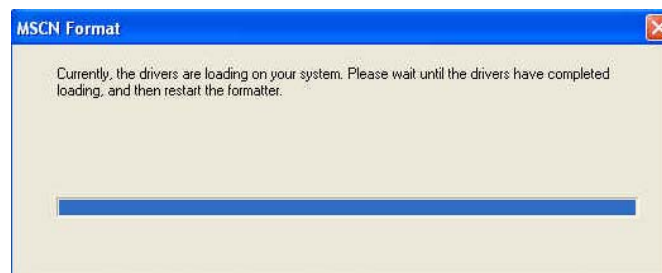 MSCN Format
Currently, the drivers are loading on your system. Please wait until the drivers have completed
loading, and then restart the formatter.